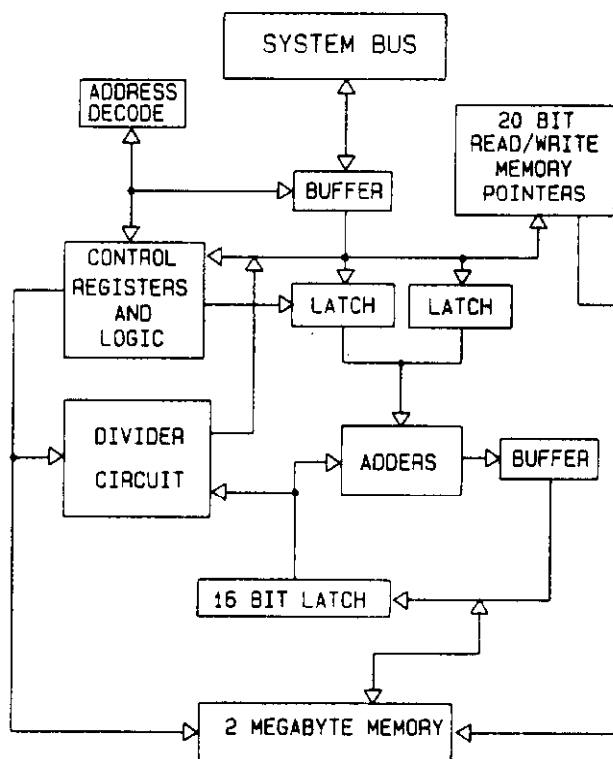 SYSTEM BUS
ADDRESS
DECODE
20 BIT
READ/WRITE
MEMORY
POINTERS
BUFFER
CONTROL
REGISTERS
AND
LOGIC
LATCH
LATCH
DIVIDER
CIRCUIT
ADDERS
BUFFER
16 BIT LATCH
2 MEGABYTE MEMORY